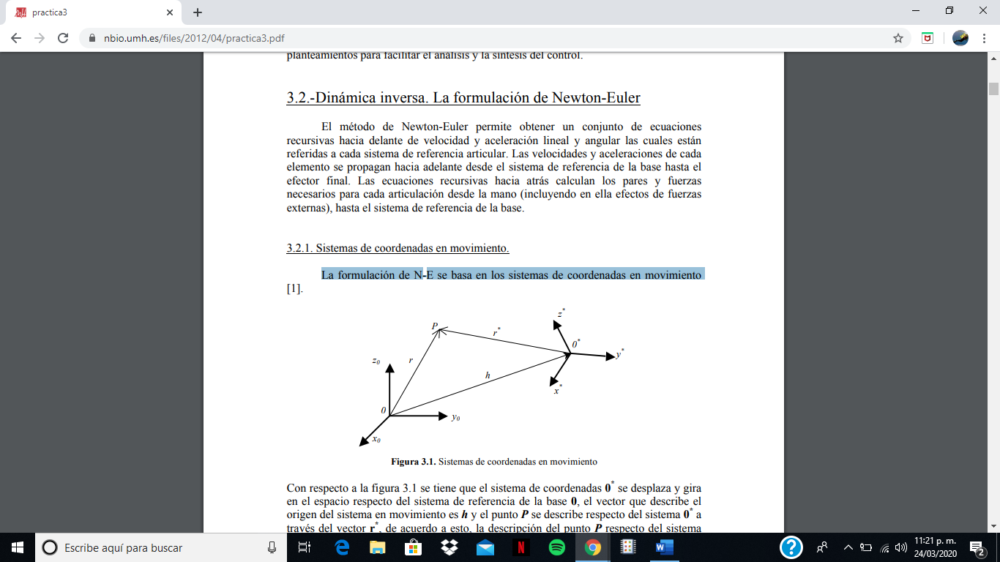 practica3
nbio.umh.es/files/2012/04/practica3.pdf
planteamientos para facilitar el análisis y la síntesis del control.
3.2.-Dinámica inversa. La formulación de Newton-Euler
El método de Newton-Euler permite obtener un conjunto de ecuaciones
recursivas hacia delante de velocidad y aceleración lineal y angular las cuales están
referidas a cada sistema de referencia articular. Las velocidades y aceleraciones de cada
elemento se propagan hacia adelante desde el sistema de referencia de la base hasta el
efector final. Las ecuaciones recursivas hacia atrás calculan los pares y fuerzas
necesarios para cada articulación desde la mano (incluyendo en ella efectos de fuerzas
externas), hasta el sistema de referencia de la base.
3.2.1. Sistemas de coordenadas en movimiento.
La formulación de N-E se basa en los sistemas de coordenadas en movimiento
[1].
z*
P
r*
0*
y*
z0
r
h
x*
0
y0
x0
Figura 3.1. Sistemas de coordenadas en movimiento
Con respecto a la figura 3.1 se tiene que el sistema de coordenadas 0* se desplaza y gira
en el espacio respecto del sistema de referencia de la base 0, el vector que describe el
origen del sistema en movimiento es h y el punto P se describe respecto del sistema 0* a
través del vector r*, de acuerdo a esto, la descripción del punto P respecto del sistema
Escribe aquí para buscar
11:21 p. m.
24/03/2020
2